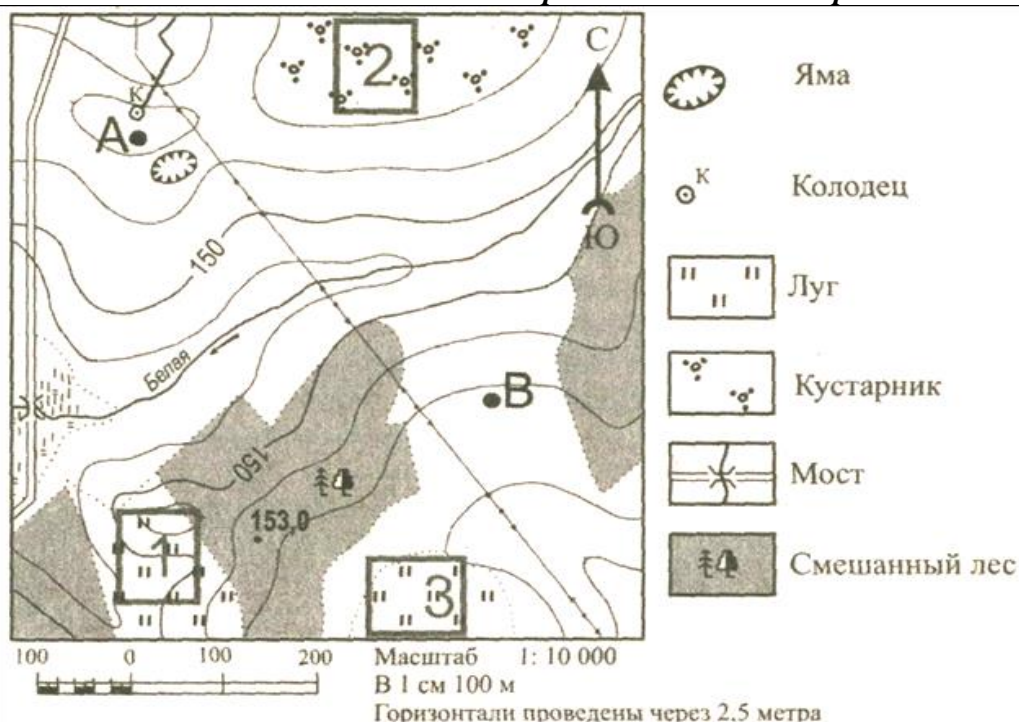 С
Ю
К
А
2
150
Белая
В
150
153,0
1
3
Яма
К
Колодец
Луг
Кустарник
Мост
Смешанный лес
100 0 100 200
Масштаб 1: 10 000
В 1 см 100 м
Горизонтали проведены через 2,5 метра